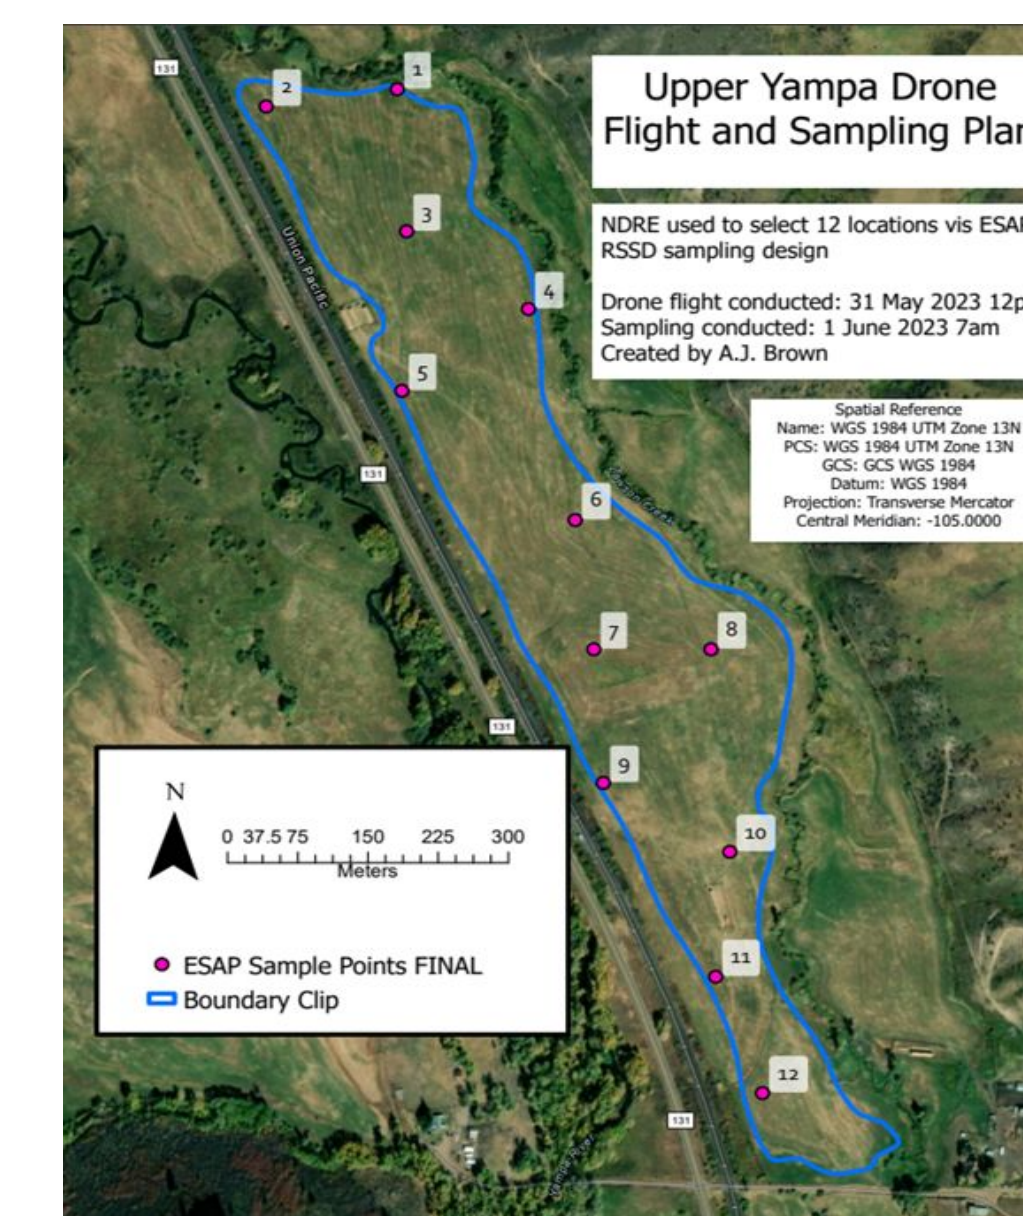 131
1
2
Upper Yampa Drone
Flight and Sampling Plan
3
NDRE used to select 12 locations vis ESAP
RSSD sampling design
Union Pacific
4
Drone flight conducted: 31 May 2023 12p
Sampling conducted: 1 June 2023 7am
Created by A.J. Brown
5
Spatial Reference
Name: WGS 1984 UTM Zone 13N
PCS: WGS 1984 UTM Zone 13N
GCS: GCS WGS 1984
Datum: WGS 1984
Projection: Transverse Mercator
Central Meridian: -105.0000
131
6
Creek
7
8
131
9
N
0 37.5 75 150 225 300
Meters
10
11
ESAP Sample Points FINAL
Boundary Clip
12
131
Yampa River